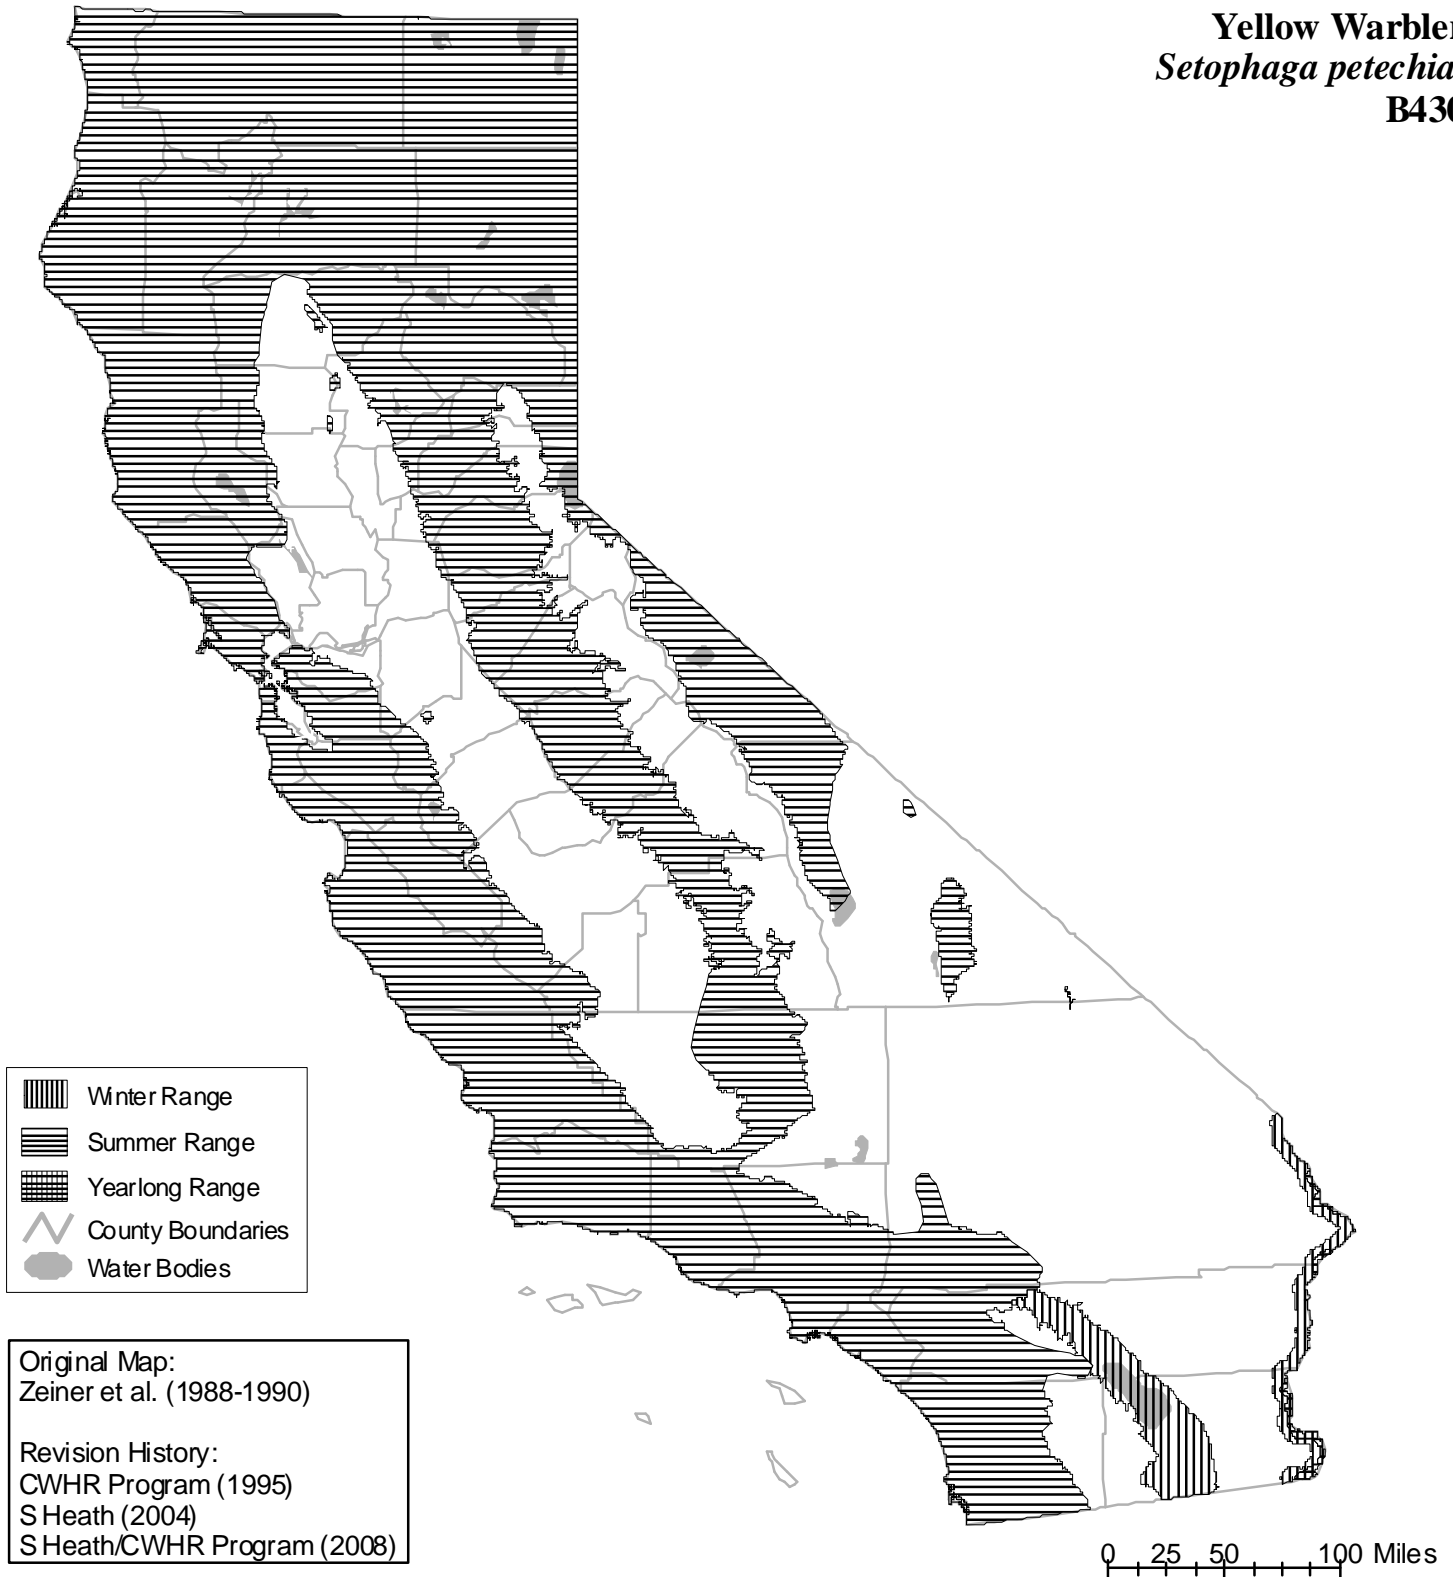 Yellow Warbler
Setophaga petechia
B430
Winter Range
Summer Range
Yearlong Range
County Boundaries
Water Bodies
Original Map:
Zeiner et al. (1988-1990)
Revision History:
CWHR Program (1995)
S Heath (2004)
S Heath/CWHR Program (2008)
0 25 50 100 Miles